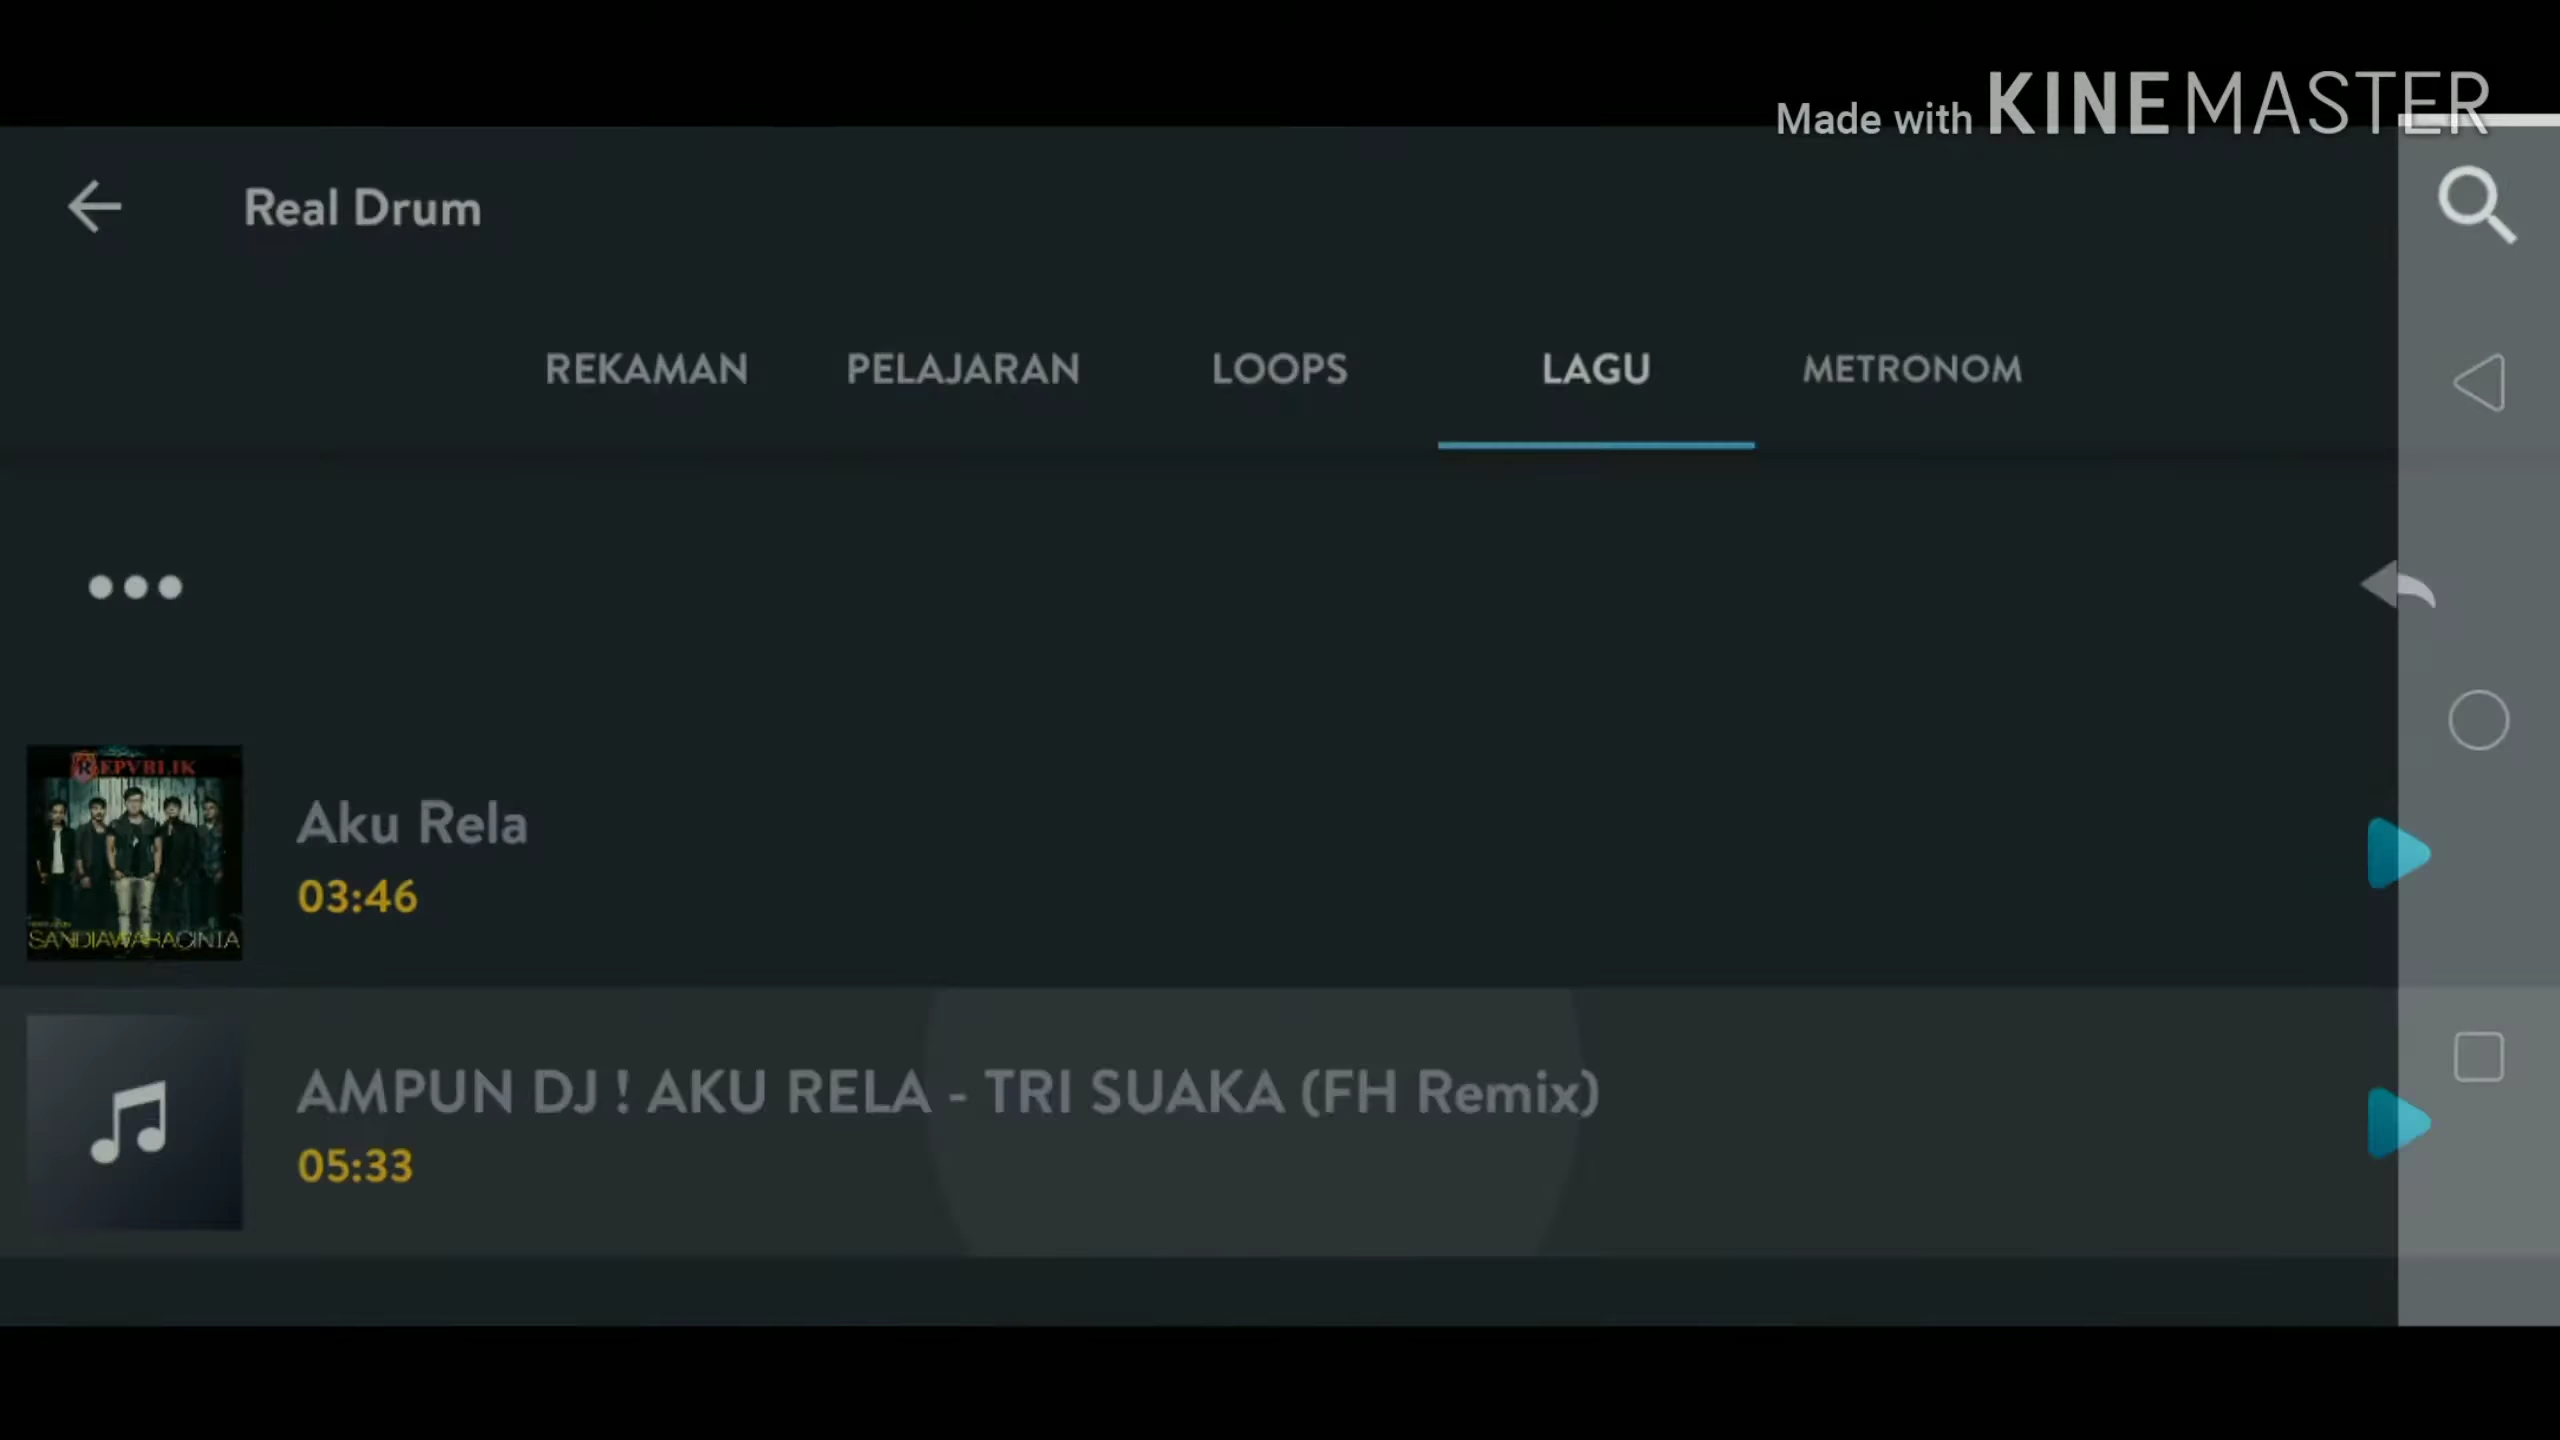 Made with KINEMASTER
Real Drum
REKAMAN PELAJARAN LOOPS LAGU METRONOM
REPVBLIK
SANDIAWARACINTA
Aku Rela
03:46
AMPUN DJ ! AKU RELA - TRI SUAKA (FH Remix)
05:33